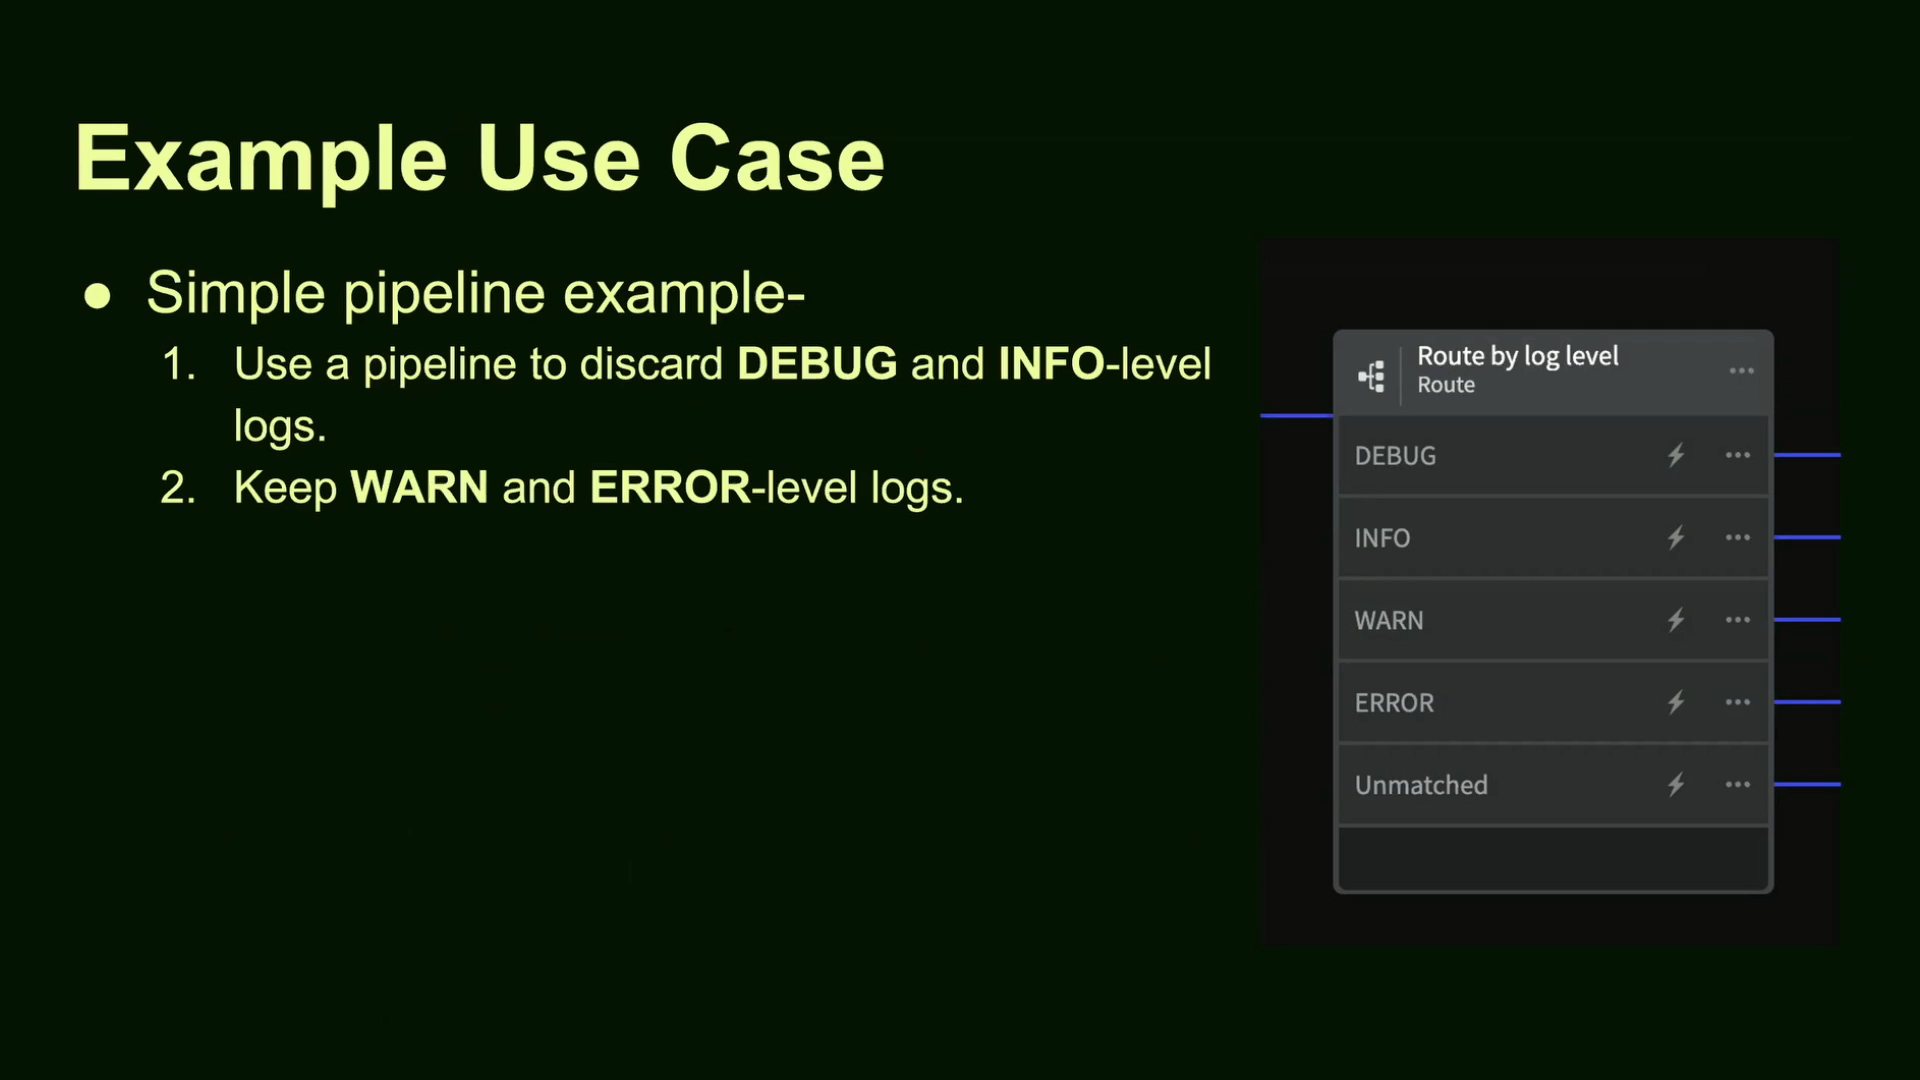 Example Use Case
● Simple pipeline example-
1. Use a pipeline to discard DEBUG and INFO-level
logs.
2. Keep WARN and ERROR-level logs.
Route by log level
Route
DEBUG
INFO
WARN
ERROR
Unmatched